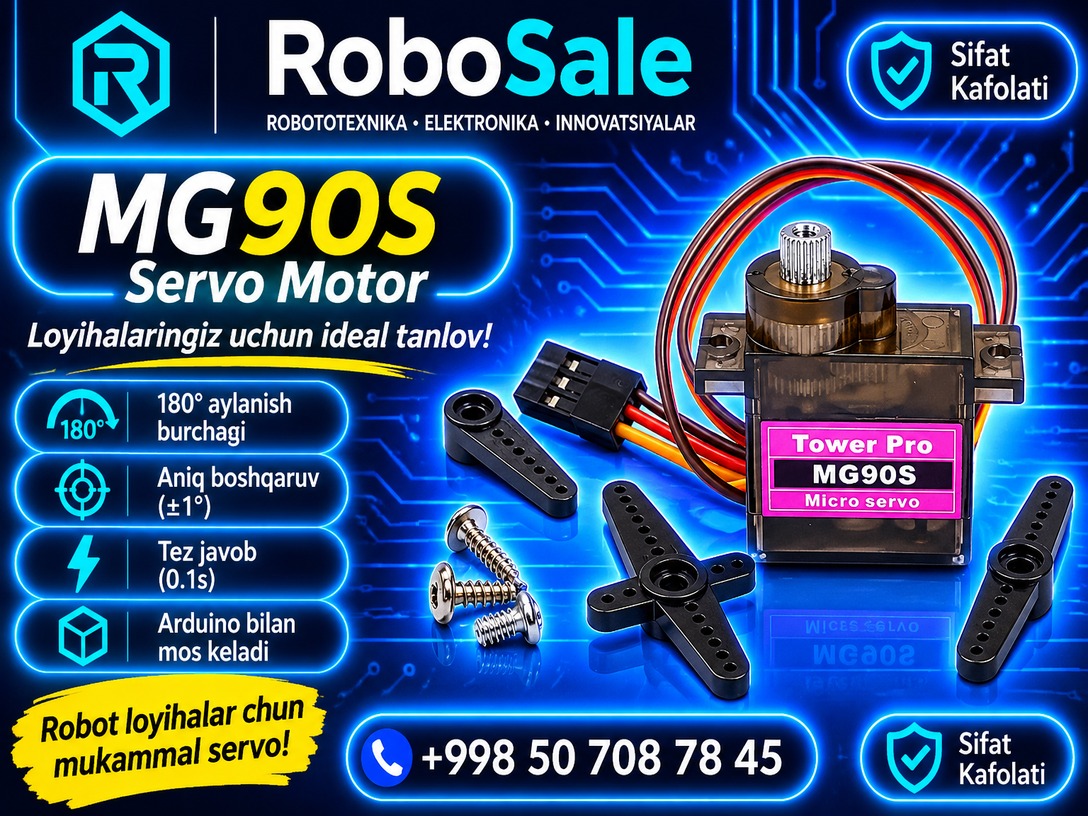 RoboSale
ROBOTOTEXNIKA • ELEKTRONIKA • INNOVATSIYALAR
Sifat
Kafolati
MG90S
Servo Motor
Loyihalaringiz uchun ideal tanlov!
180°
180° aylanish
burchagi
Aniq boshqaruv
(±1°)
Tez javob
(0.1s)
Arduino bilan
mos keladi
Robot loyihalar chun
mukammal servo!
Tower Pro
MG90S
Micro servo
+998 50 708 78 45
Sifat
Kafolati